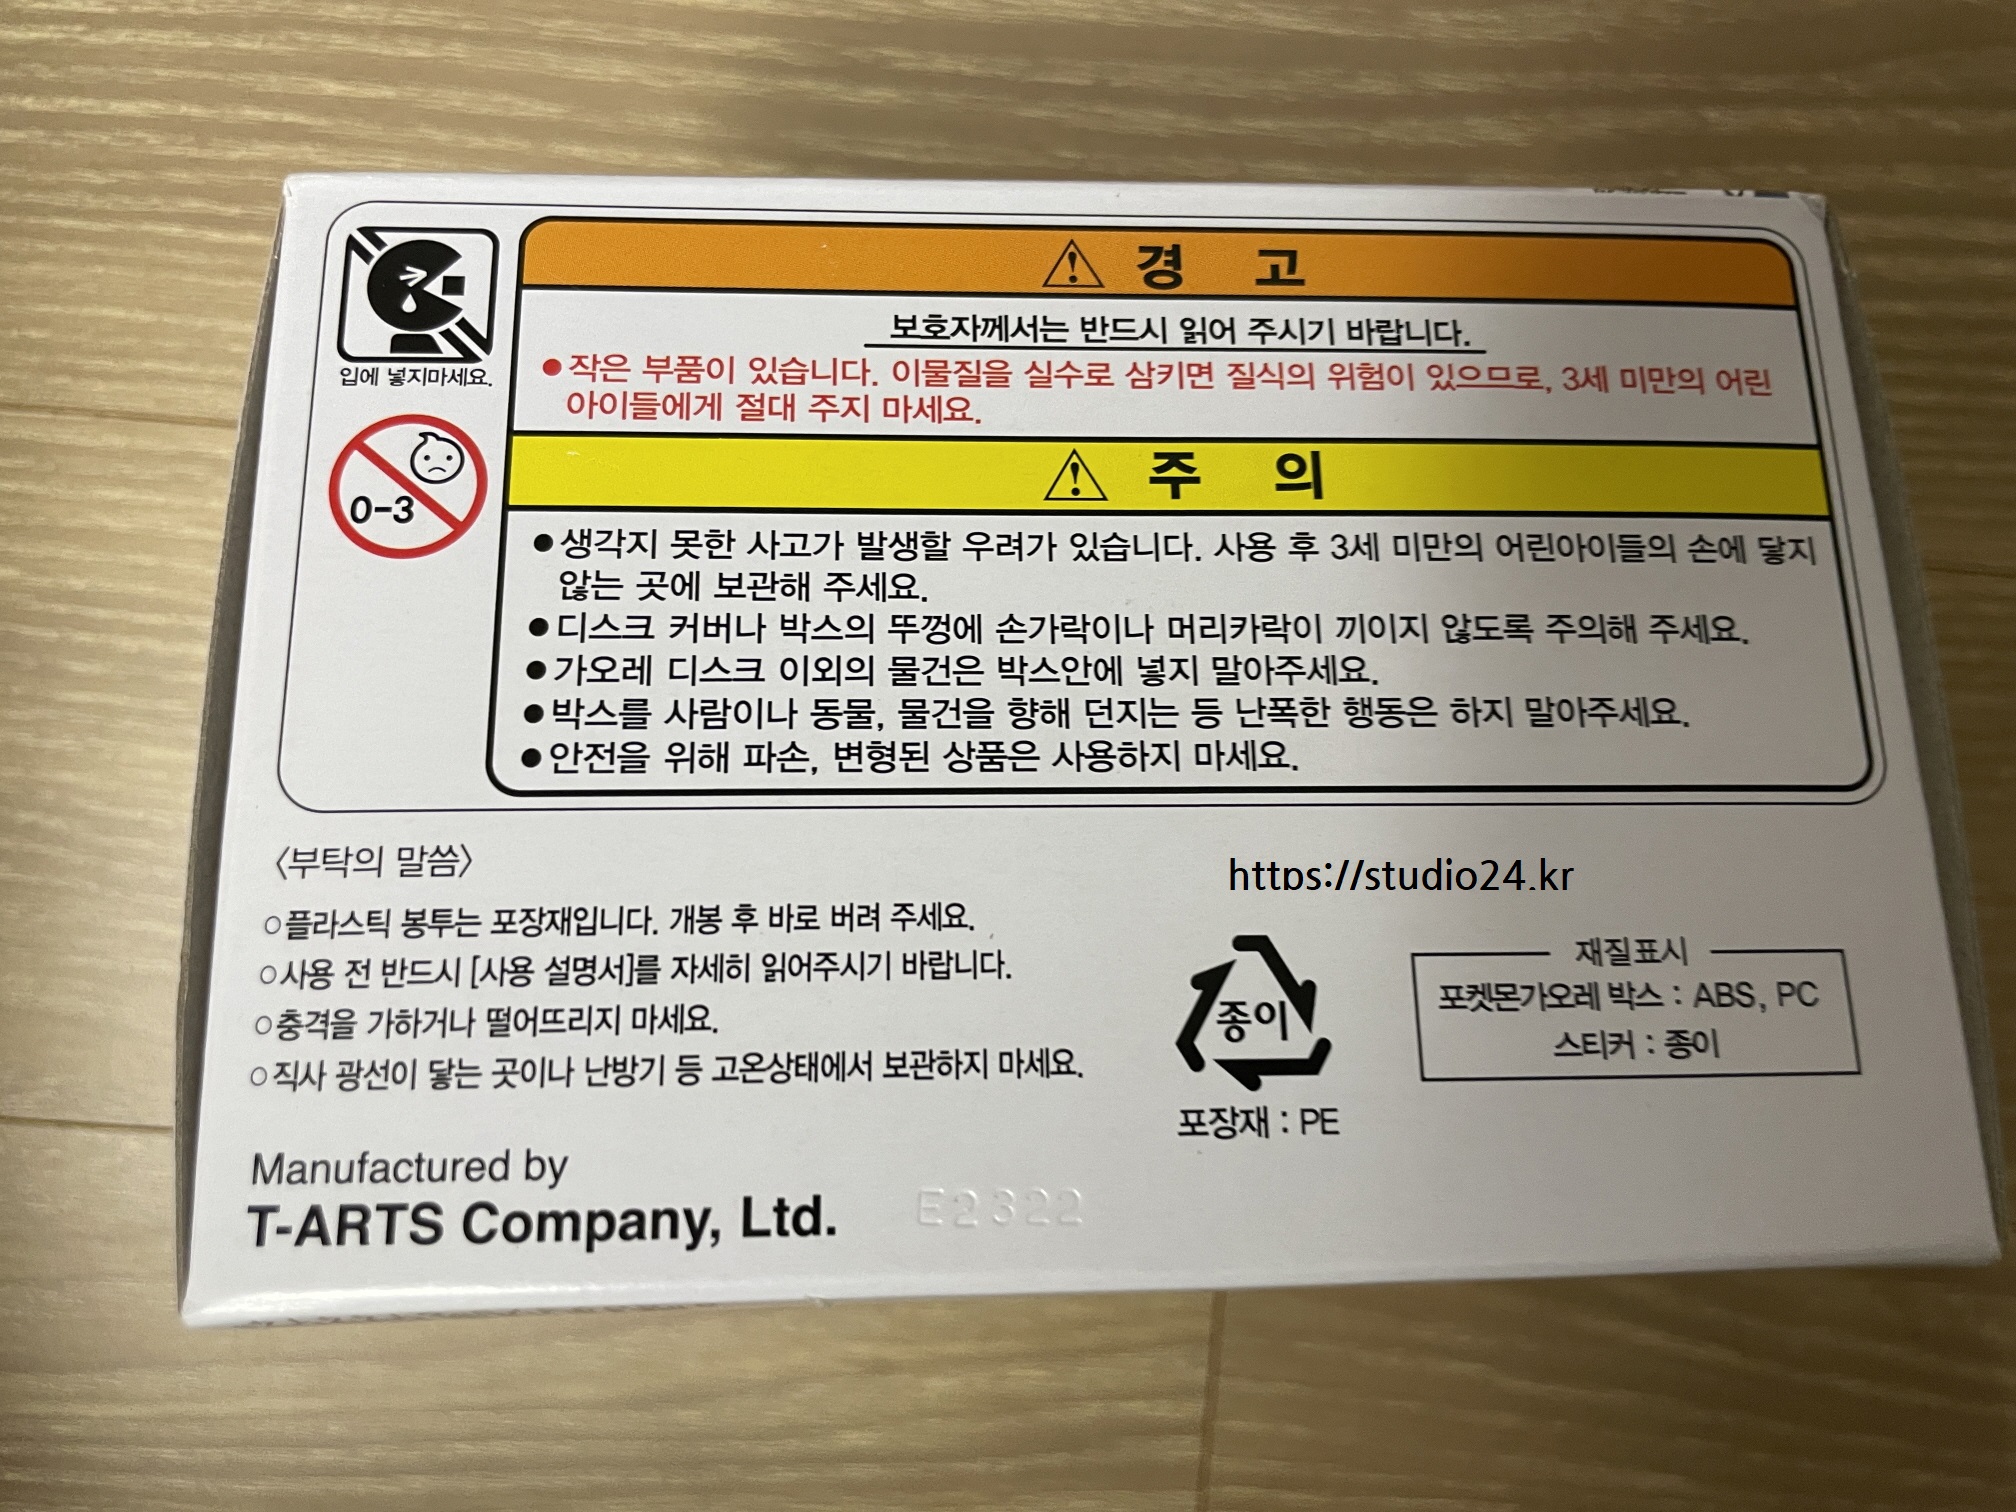 경 고
입에 넣지마세요.
보호자께서는 반드시 읽어 주시기 바랍니다.
●작은 부품이 있습니다. 이물질을 실수로 삼키면 질식의 위험이 있으므로, 3세 미만의 어린
아이들에게 절대 주지 마세요.
0-3
주 의
●생각지 못한 사고가 발생할 우려가 있습니다. 사용 후 3세 미만의 어린아이들의 손에 닿지
않는 곳에 보관해 주세요.
●디스크 커버나 박스의 뚜껑에 손가락이나 머리카락이 끼이지 않도록 주의해 주세요.
●가오레 디스크 이외의 물건은 박스안에 넣지 말아주세요.
●박스를 사람이나 동물, 물건을 향해 던지는 등 난폭한 행동은 하지 말아주세요.
●안전을 위해 파손, 변형된 상품은 사용하지 마세요.
〈부탁의 말씀〉
○플라스틱 봉투는 포장재입니다. 개봉 후 바로 버려 주세요.
○사용 전 반드시 [사용 설명서]를 자세히 읽어주시기 바랍니다.
○충격을 가하거나 떨어뜨리지 마세요.
○직사 광선이 닿는 곳이나 난방기 등 고온상태에서 보관하지 마세요.
https://studio24.kr
종이
포장재 : PE
재질표시
포켓몬가오레 박스 : ABS, PC
스티커 : 종이
Manufactured by
T-ARTS Company, Ltd.
E2322